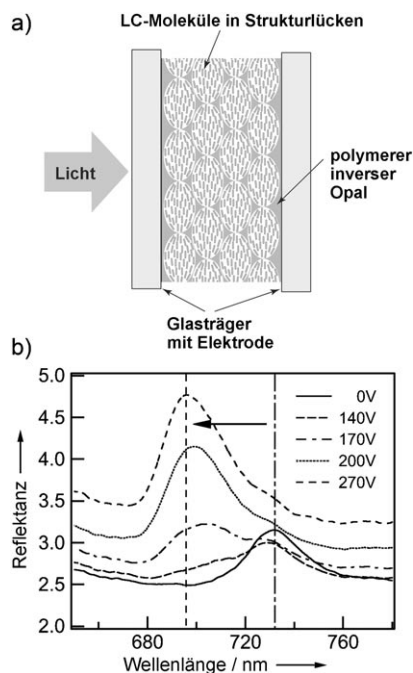 a)
LC-Moleküle in Strukturlücken
Licht
polymerer
inverser
Opal
Glasträger
mit Elektrode
b)
5.0
4.5
4.0
3.5
3.0
2.5
2.0
Reflektanz
0V
140V
170V
200V
270V
680
720
760
Wellenlänge / nm